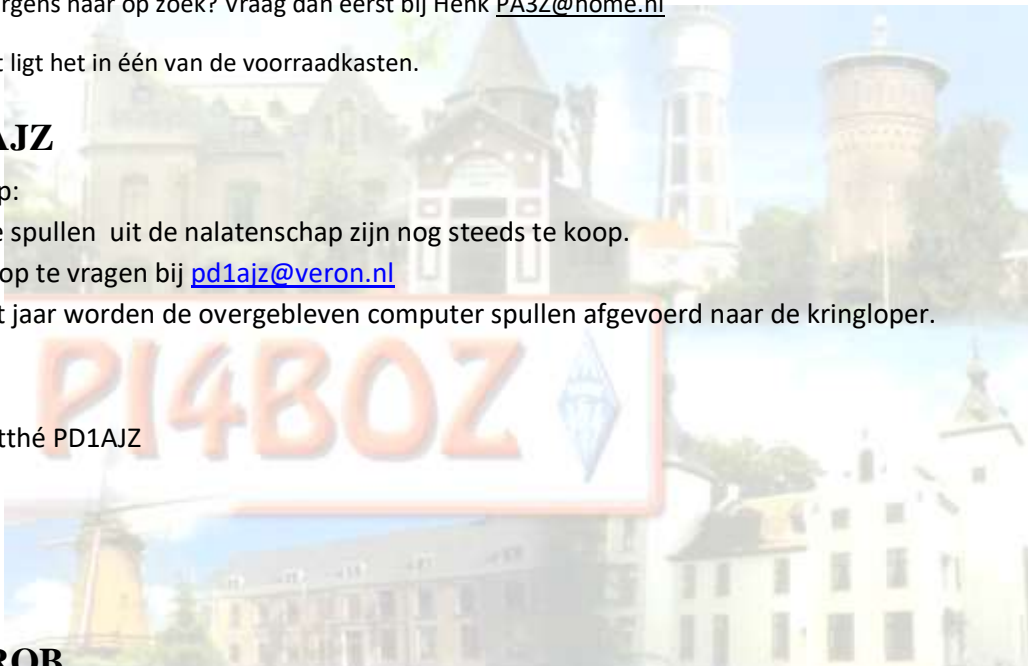 rgens naar op zoek? Vraag dan eerst bij Henk PA3Z@home.nl
t ligt het in één van de voorraadkasten.
AJZ
p:
e spullen uit de nalatenschap zijn nog steeds te koop.
op te vragen bij pd1ajz@veron.nl
t jaar worden de overgebleven computer spullen afgevoerd naar de kringloper.
PI4BOZ
tthé PD1AJZ
ROB